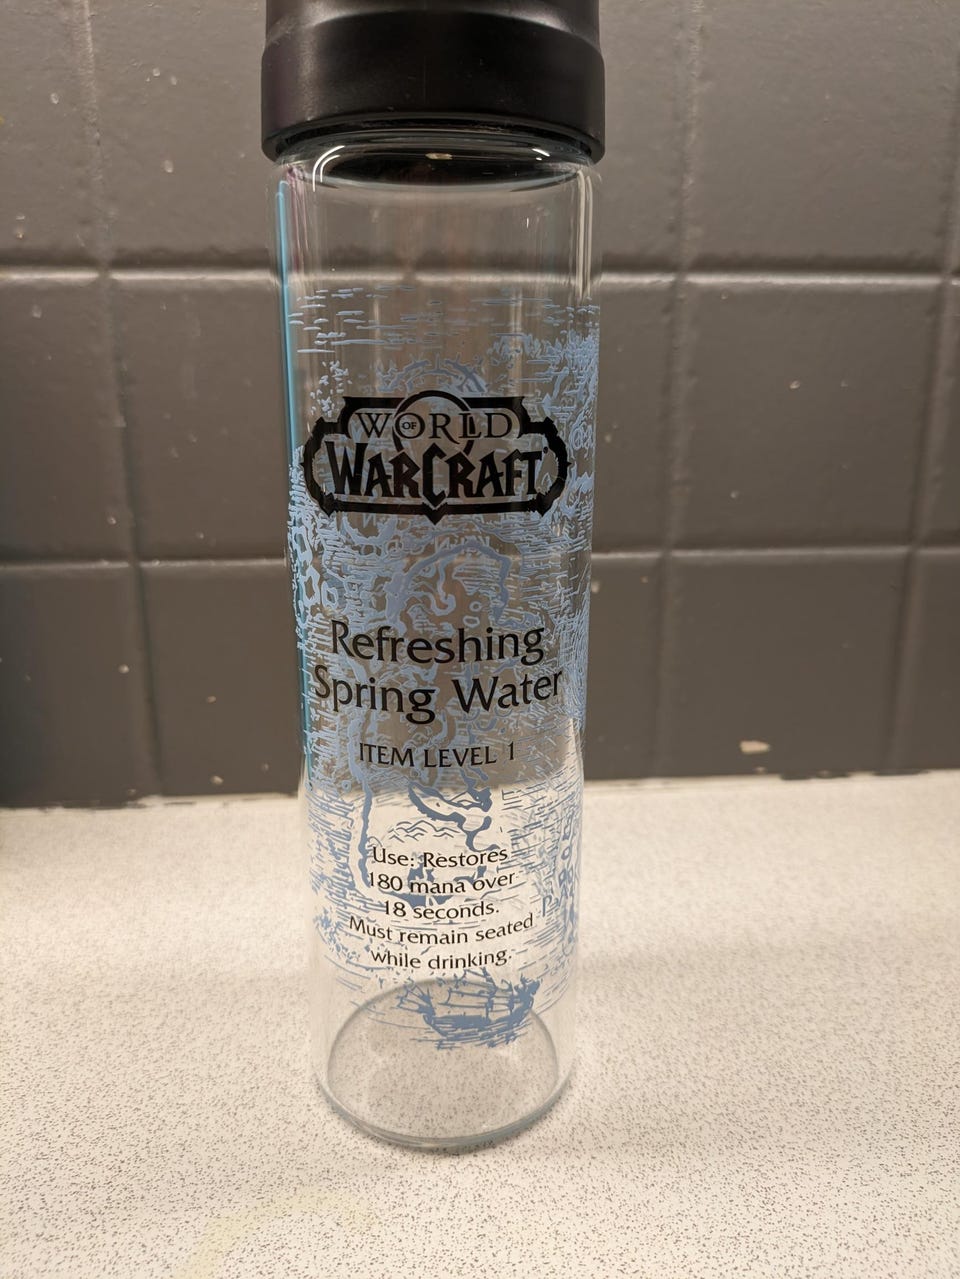 WORLD
OF
WARCRAFT
Refreshing
Spring Water
ITEM LEVEL 1
Use: Restores
180 mana over
18 seconds.
Must remain seated
while drinking.